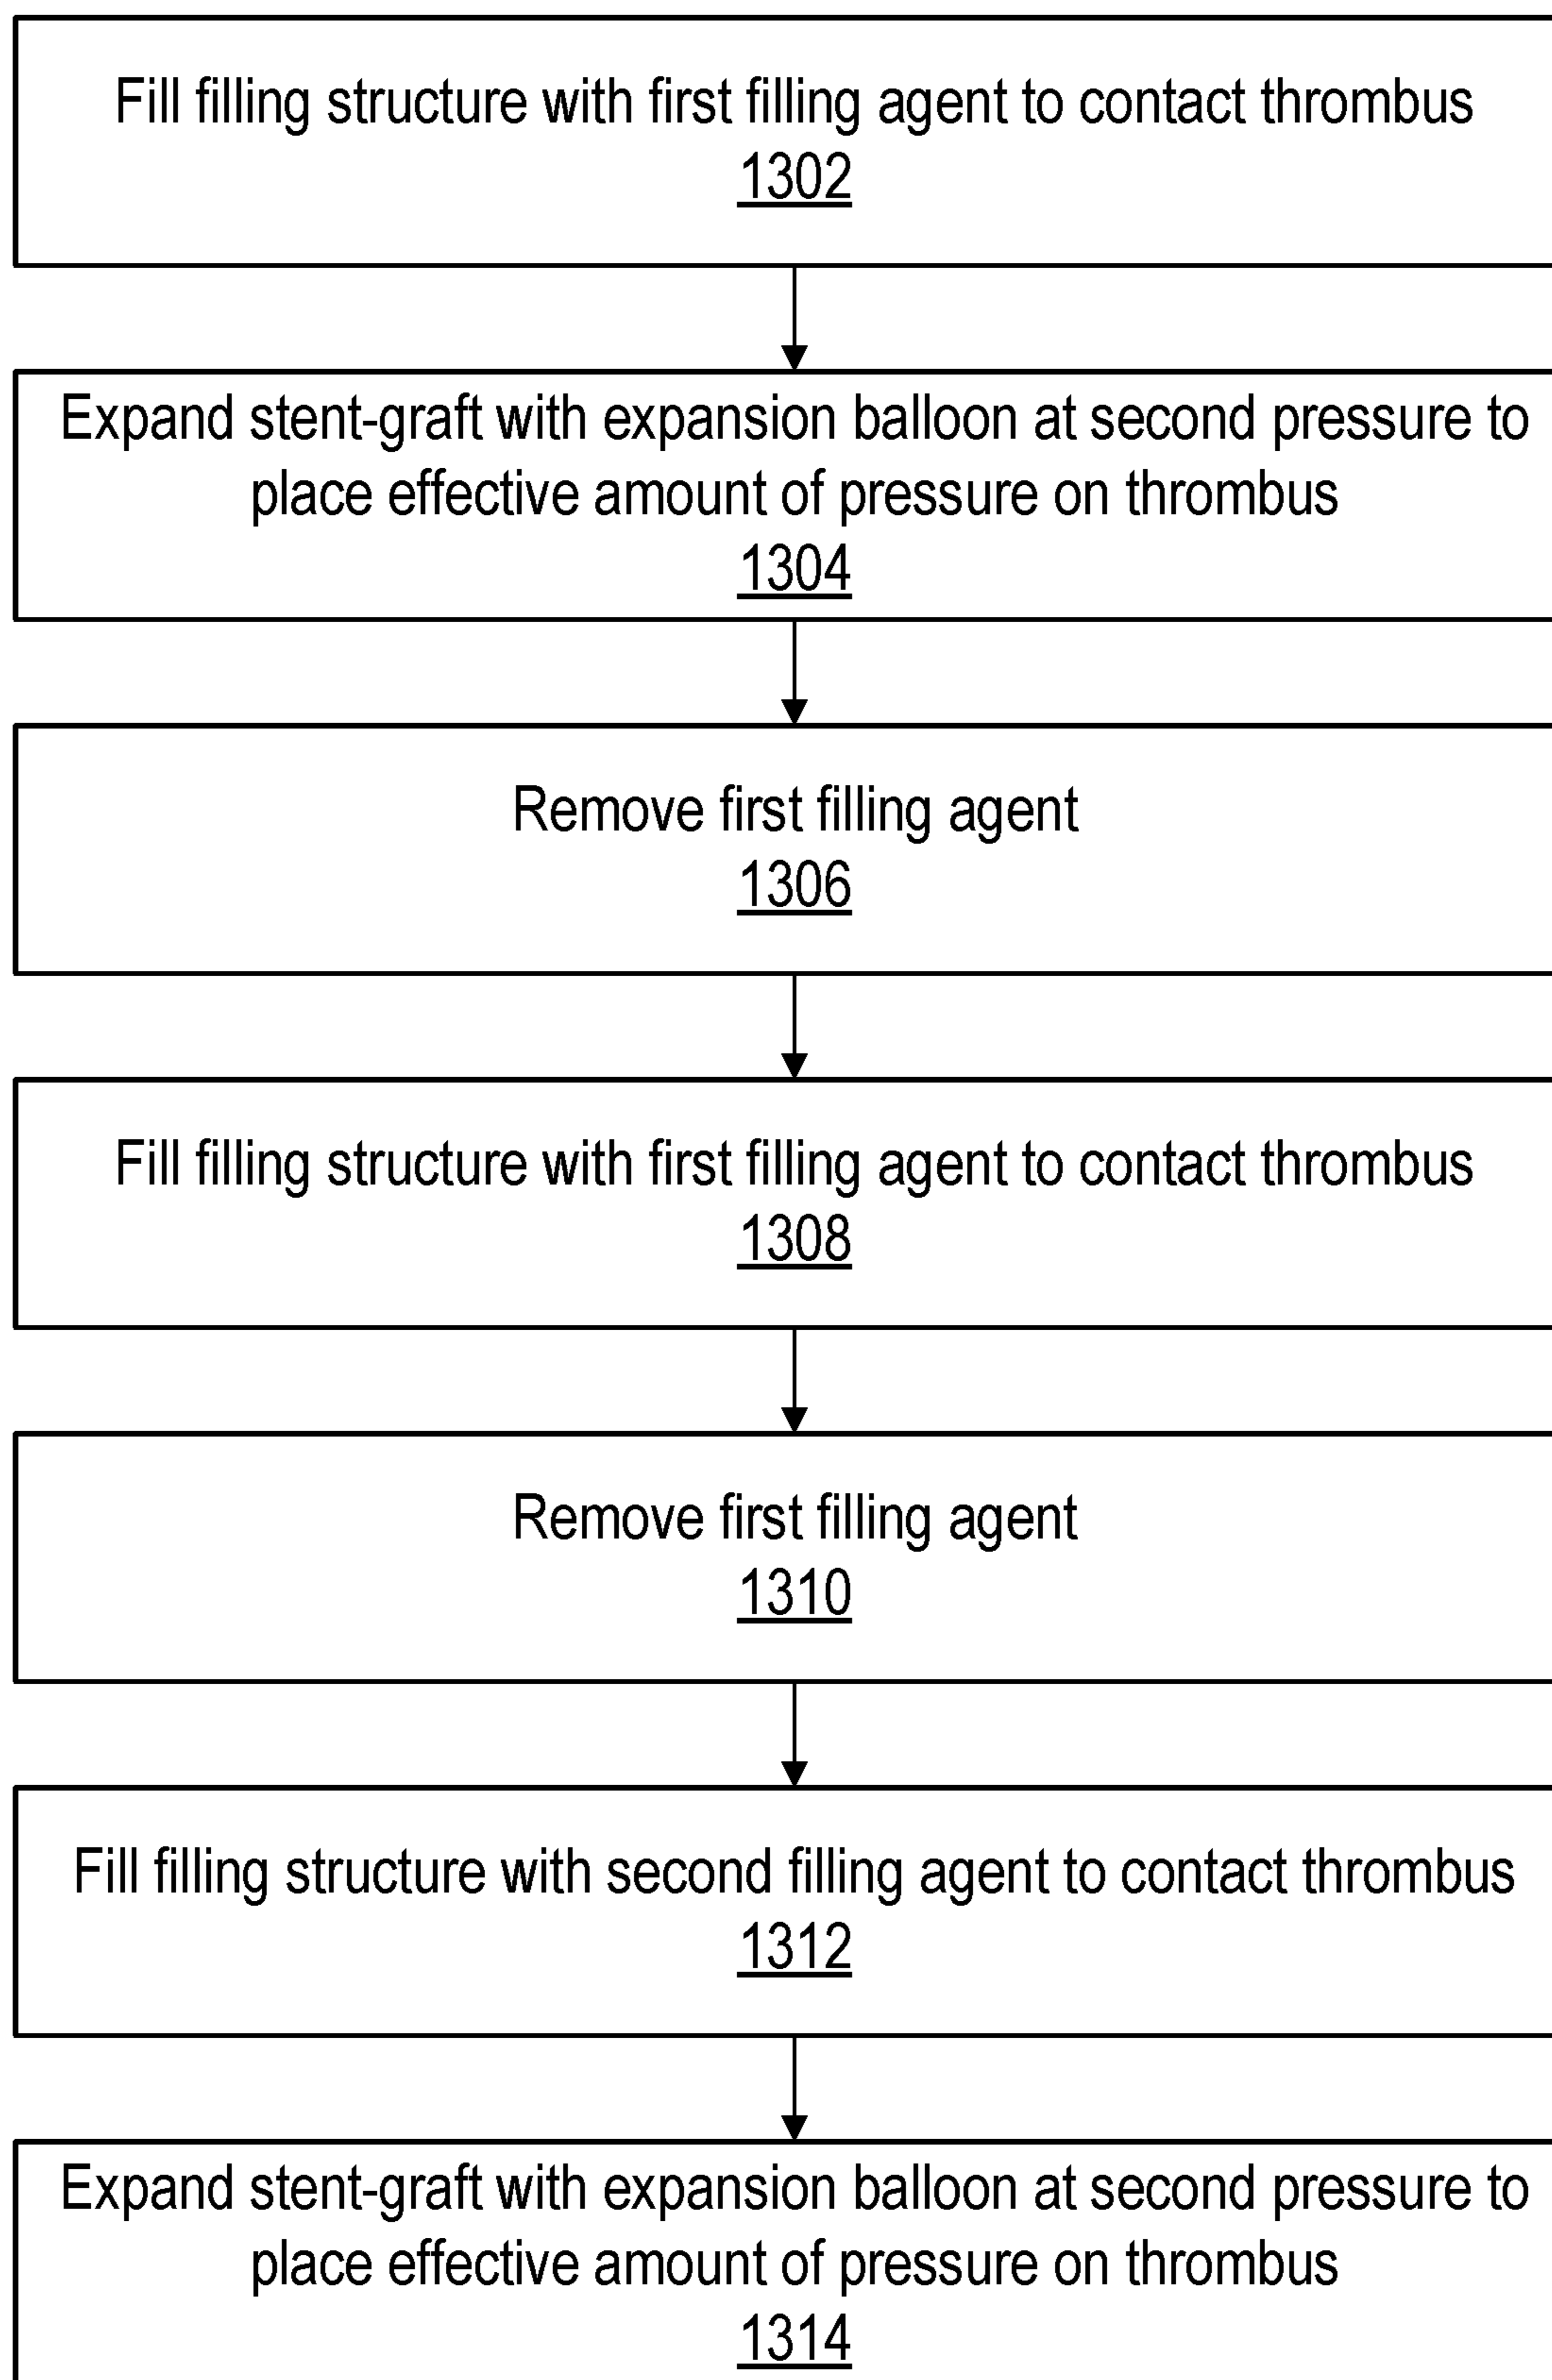 Fill filling structure with first filling agent to contact thrombus
1302
Expand stent-graft with expansion balloon at second pressure to
place effective amount of pressure on thrombus
1304
Remove first filling agent
1306
Fill filling structure with first filling agent to contact thrombus
1308
Remove first filling agent
1310
Fill filling structure with second filling agent to contact thrombus
1312
Expand stent-graft with expansion balloon at second pressure to
place effective amount of pressure on thrombus
1314